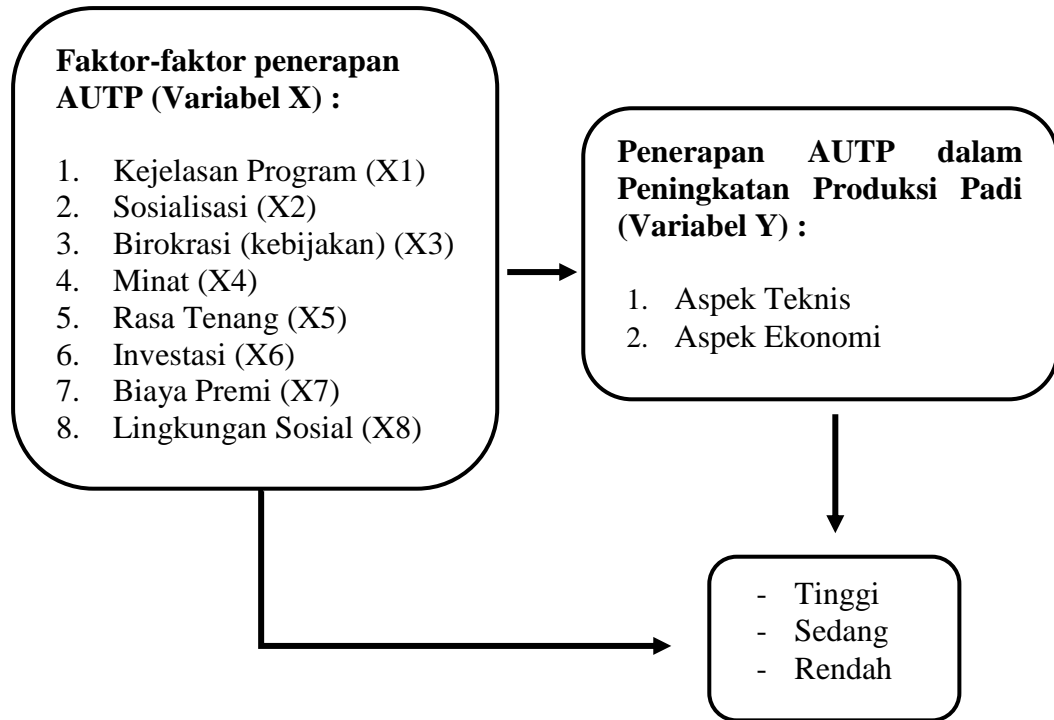 Faktor-faktor penerapan
AUTP (Variabel X) :
1. Kejelasan Program (X1)
2. Sosialisasi (X2)
3. Birokrasi (kebijakan) (X3)
4. Minat (X4)
5. Rasa Tenang (X5)
6. Investasi (X6)
7. Biaya Premi (X7)
8. Lingkungan Sosial (X8)
Penerapan AUTP dalam
Peningkatan Produksi Padi
(Variabel Y) :
1. Aspek Teknis
2. Aspek Ekonomi
- Tinggi
- Sedang
- Rendah